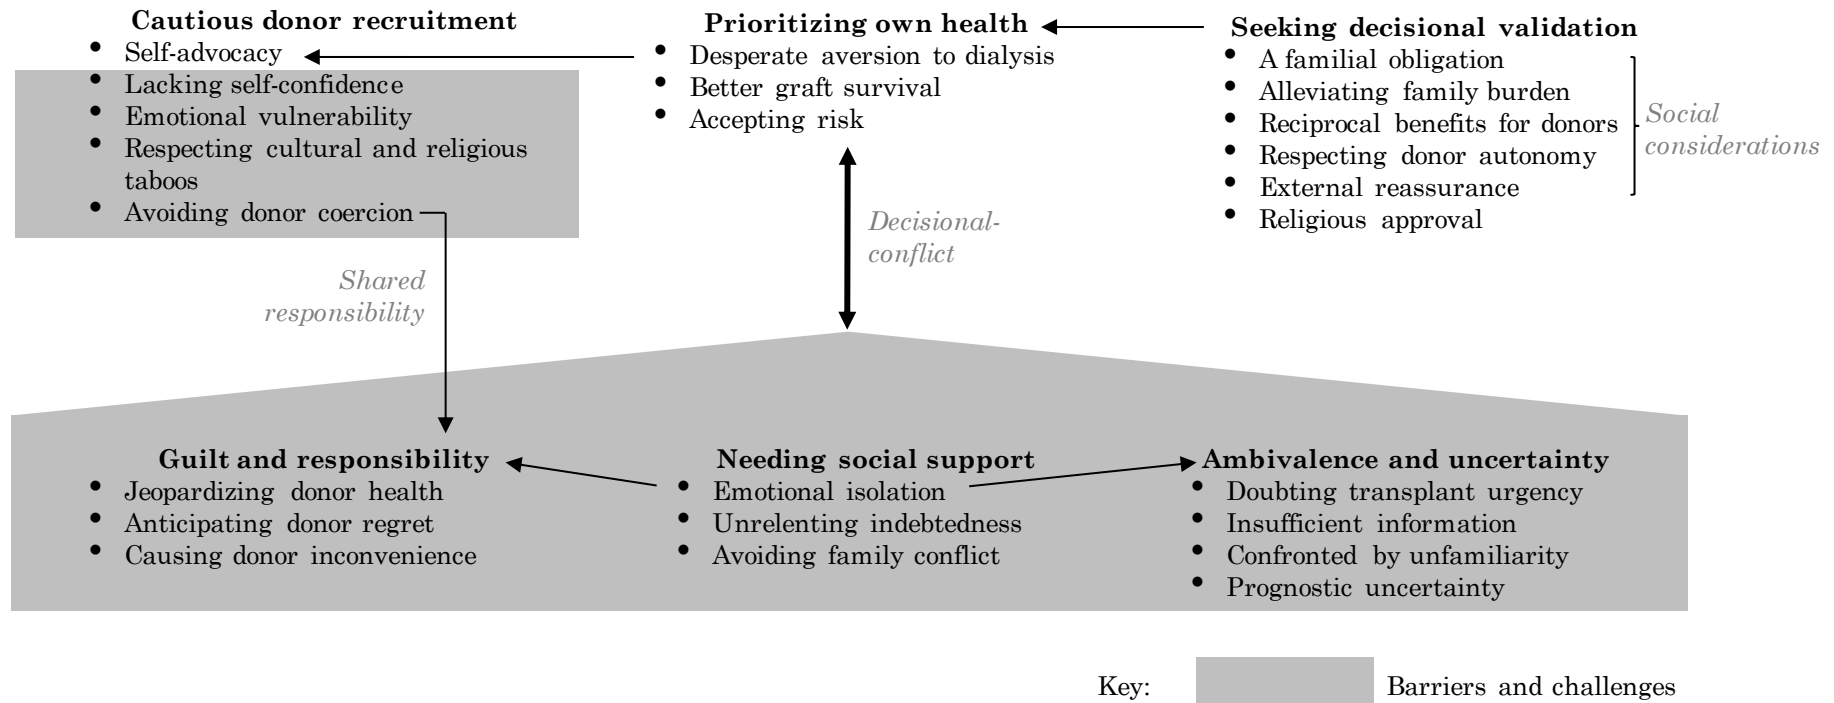 Cautious donor recruitment
• Self-advocacy
• Lacking self-confidence
• Emotional vulnerability
• Respecting cultural and religious
taboos
• Avoiding donor coercion
Prioritizing own health
• Desperate aversion to dialysis
• Better graft survival
• Accepting risk
Seeking decisional validation
• A familial obligation
• Alleviating family burden
• Reciprocal benefits for donors
• Respecting donor autonomy
• External reassurance
• Religious approval
Social
considerations
Decisional-
conflict
Shared
responsibility
Guilt and responsibility
• Jeopardizing donor health
• Anticipating donor regret
• Causing donor inconvenience
Needing social support
• Emotional isolation
• Unrelenting indebtedness
• Avoiding family conflict
Ambivalence and uncertainty
• Doubting transplant urgency
• Insufficient information
• Confronted by unfamiliarity
• Prognostic uncertainty
Key:
Barriers and challenges